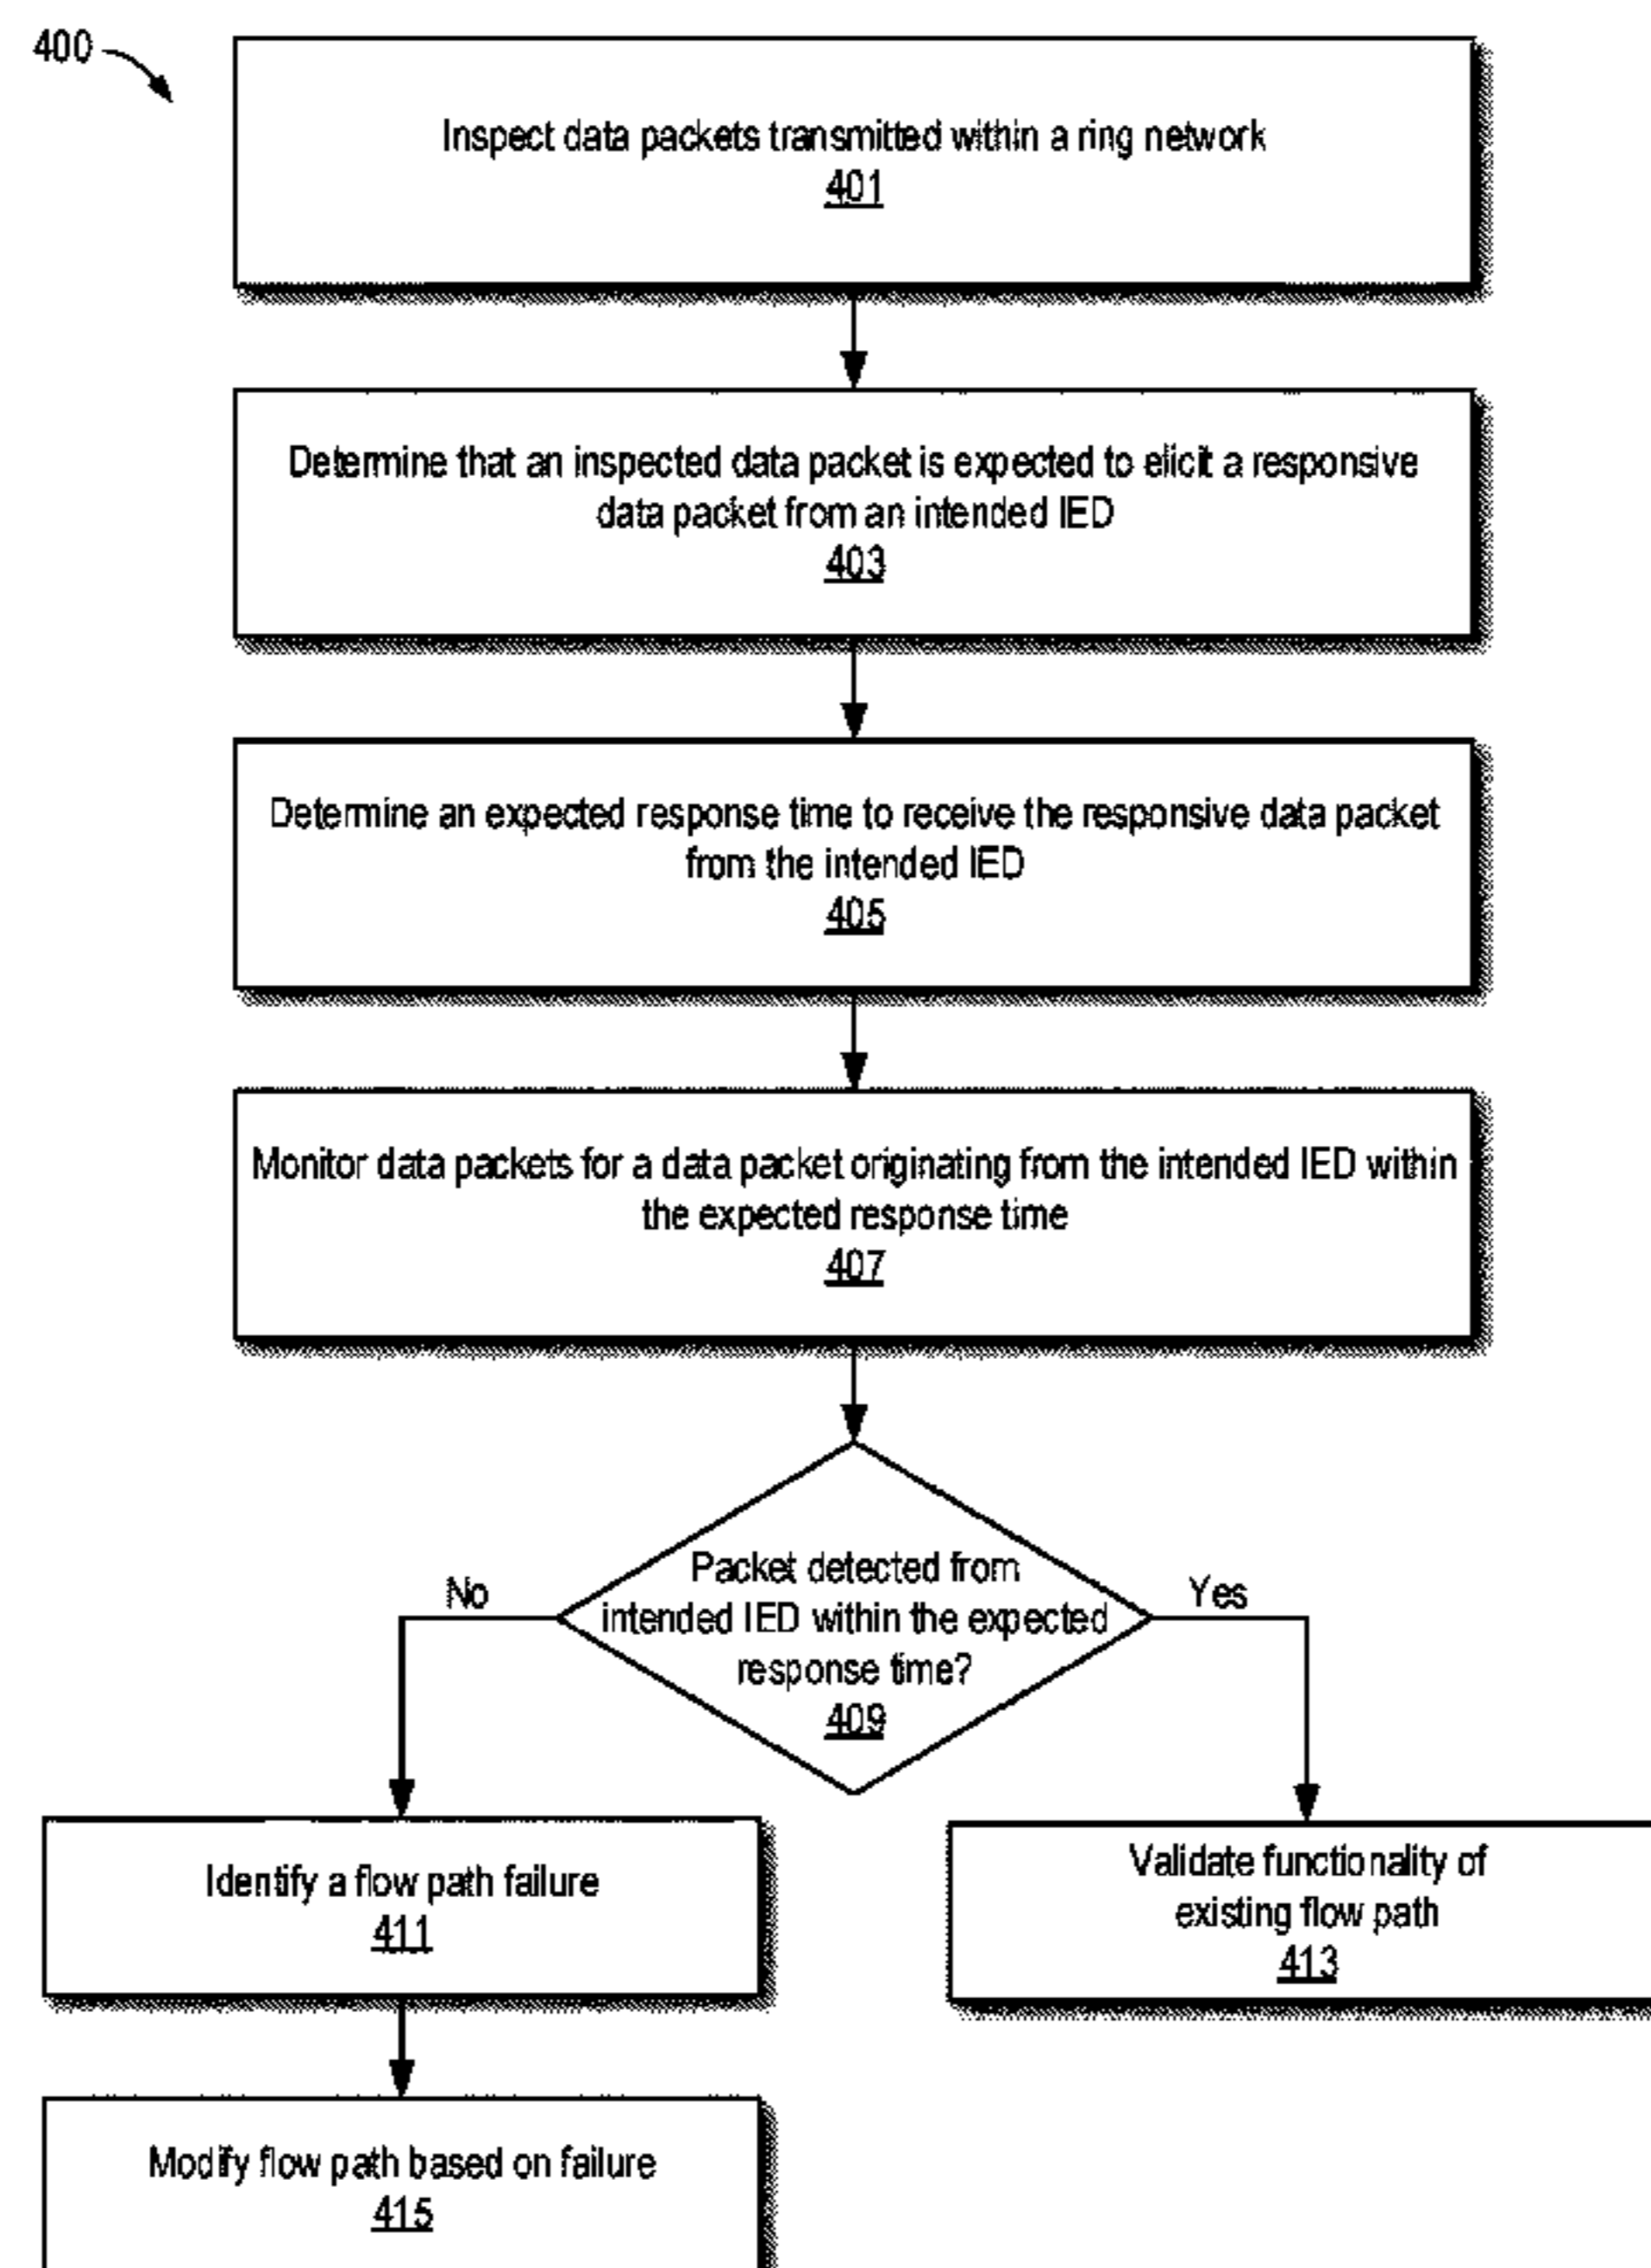 400
Inspect data packets transmitted within a ring network
401
Determine that an inspected data packet is expected to elicit a responsive
data packet from an intended IED
403
Determine an expected response time to receive the responsive data packet
from the intended IED
405
Monitor data packets for a data packet originating from the intended IED within
the expected response time
407
Packet detected from
intended IED within the expected
response time?
409
No
Yes
Identify a flow path failure
411
Validate functionality of
existing flow path
413
Modify flow path based on failure
415